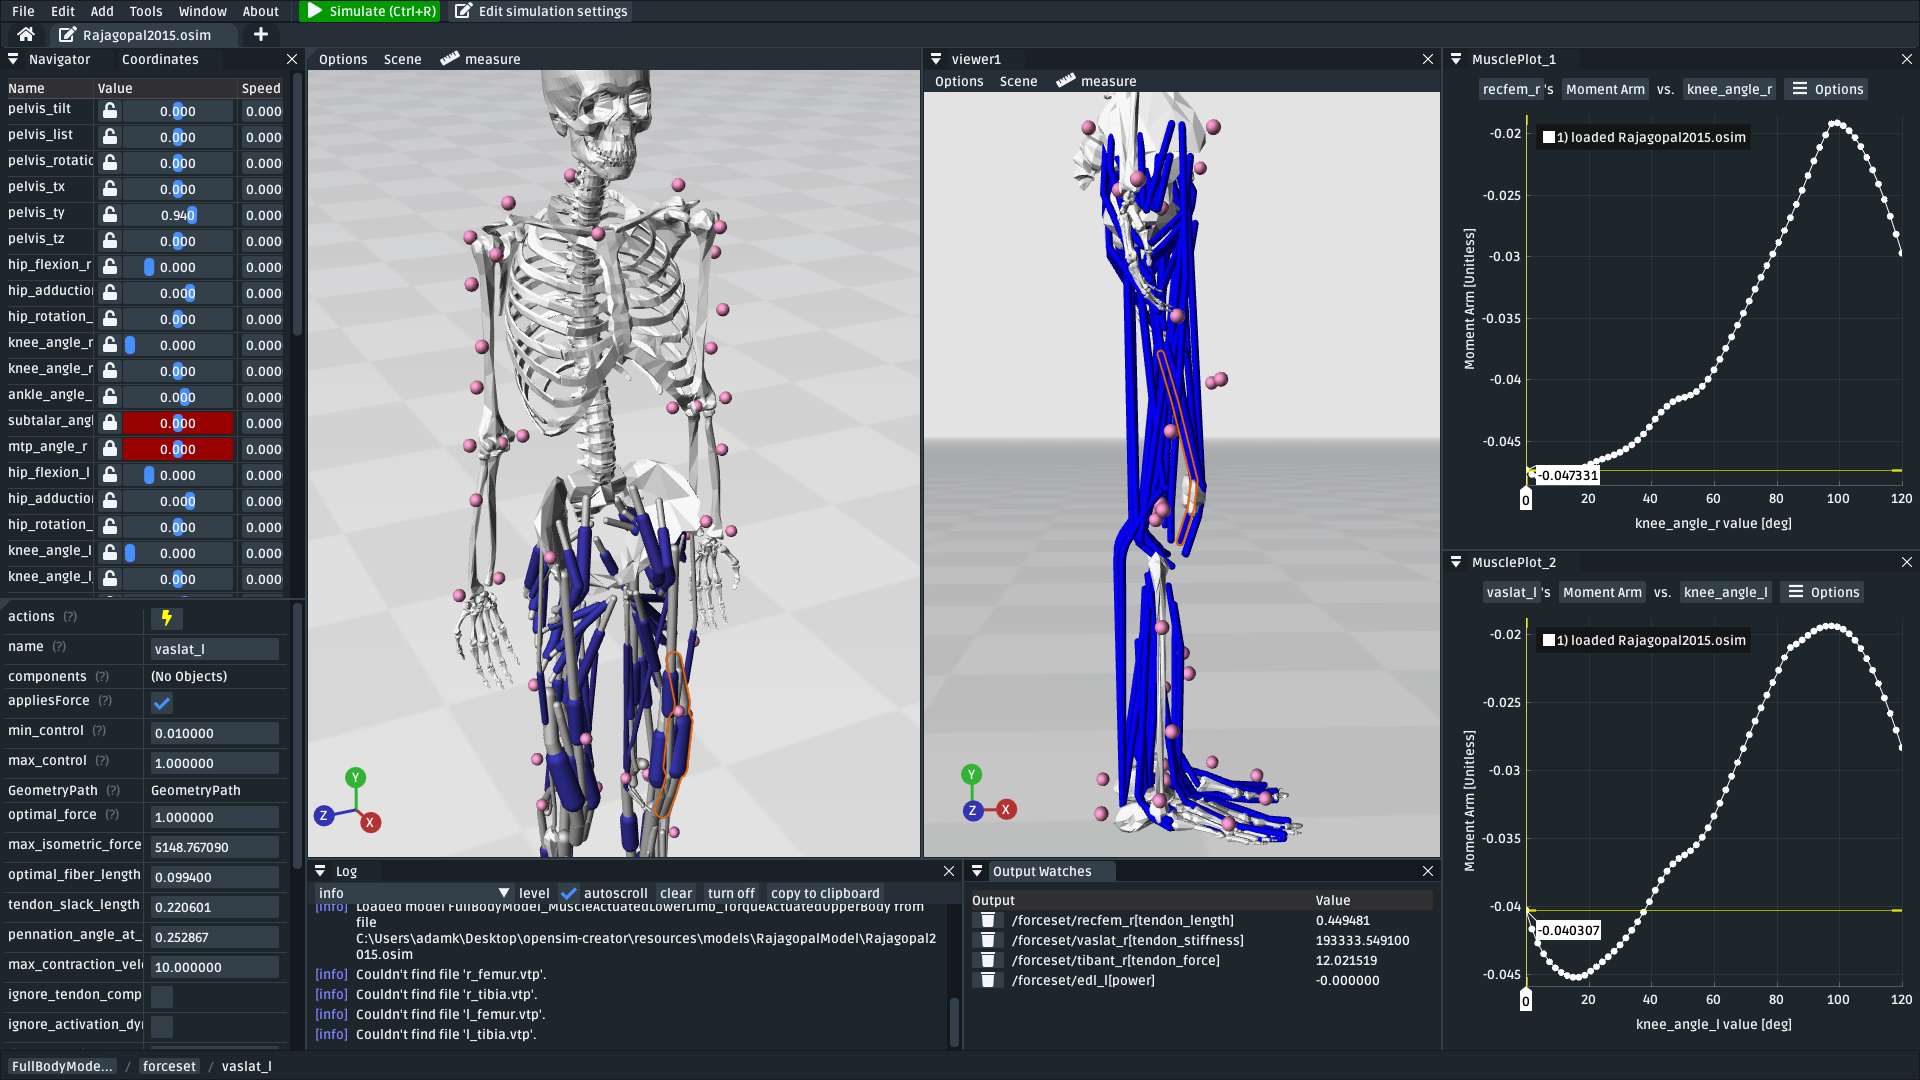 File Edit Add Tools Window About Simulate (Ctrl+R) Edit simulation settings
Rajagopal2015.osim
Navigator Coordinates
Name Value Speed
pelvis_tilt 0.000 0.000
pelvis_list 0.000 0.000
pelvis_rotatic 0.000 0.000
pelvis_tx 0.000 0.000
pelvis_ty 0.940 0.000
pelvis_tz 0.000 0.000
hip_flexion_r 0.000 0.000
hip_adductio 0.000 0.000
hip_rotation_ 0.000 0.000
knee_angle_r 0.000 0.000
knee_angle_r 0.000 0.000
ankle_angle_ 0.000 0.000
subtalar_angl 0.000 0.000
mtp_angle_r 0.000 0.000
hip_flexion_l 0.000 0.000
hip_adductio 0.000 0.000
hip_rotation_ 0.000 0.000
knee_angle_l 0.000 0.000
knee_angle_l 0.000 0.000
actions (?)
name (?) vaslat_l
components (?) (No Objects)
appliesForce (?)
min_control (?) 0.010000
max_control (?) 1.000000
GeometryPath (?) GeometryPath
optimal_force (?) 1.000000
max_isometric_force 5148.767090
optimal_fiber_length 0.099400
tendon_slack_length 0.220601
pennation_angle_at_ 0.252867
max_contraction_vel 10.000000
ignore_tendon_comp
ignore_activation_dy
Options Scene measure
Y
Z
X
viewer1
Options Scene measure
Y
Z
X
Log
info level autoscroll clear turn off copy to clipboard
[info] Loaded model FullBodyModel_MuscleActuatedLowerLimb_TorqueActuatedUpperBody from
file
C:\Users\adamk\Desktop\opensim-creator\resources\models\RajagopalModel\Rajagopal2
015.osim
[info] Couldn't find file 'r_femur.vtp'.
[info] Couldn't find file 'r_tibia.vtp'.
[info] Couldn't find file 'l_femur.vtp'.
[info] Couldn't find file 'l_tibia.vtp'.
Output Watches
Output Value
/forceset/recfem_r[tendon_length] 0.449481
/forceset/vaslat_r[tendon_stiffness] 193333.549100
/forceset/tibant_r[tendon_force] 12.021519
/forceset/edl_l[power] -0.000000
MusclePlot_1
recfem_r 's Moment Arm vs. knee_angle_r Options
1) loaded Rajagopal2015.osim
Moment Arm [Unitless]
-0.02
-0.025
-0.03
-0.035
-0.04
-0.045
-0.047331
0 20 40 60 80 100 120
knee_angle_r value [deg]
MusclePlot_2
vaslat_l 's Moment Arm vs. knee_angle_l Options
1) loaded Rajagopal2015.osim
Moment Arm [Unitless]
-0.02
-0.025
-0.03
-0.035
-0.04
-0.045
-0.040307
0 20 40 60 80 100 120
knee_angle_l value [deg]
FullBodyMode... / forceset / vaslat_l